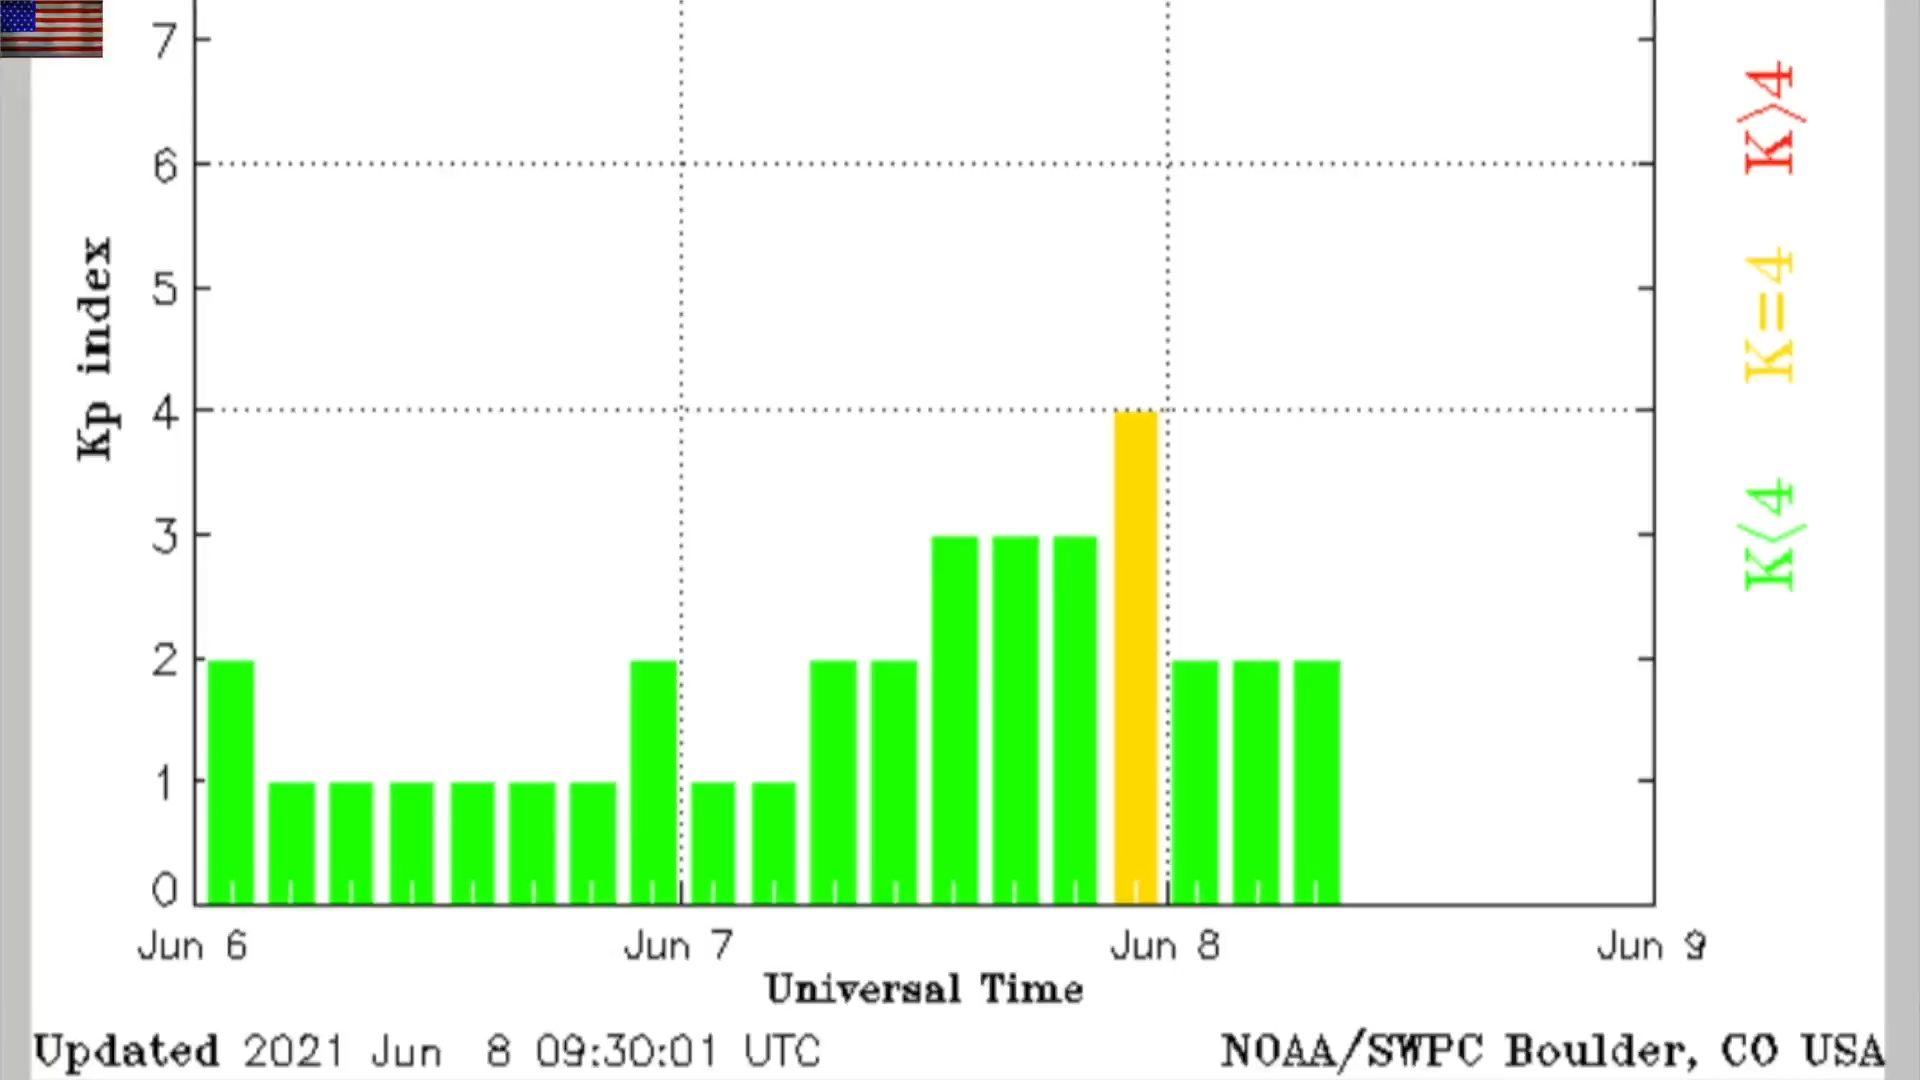 7
6
5
4
3
2
1
0
Kp index
K>4
K=4
K<4
Jun 6
Jun 7
Jun 8
Jun 9
Universal Time
Updated 2021 Jun 8 09:30:01 UTC
NOAA/SWPC Boulder, CO USA